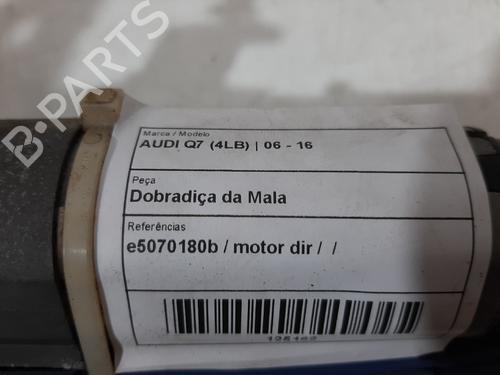 B-PARTS
Marca / Modelo
AUDI Q7 (4LB) | 06 - 16
Peça
Dobradiça da Mala
Referências
e5070180b / motor dir / /